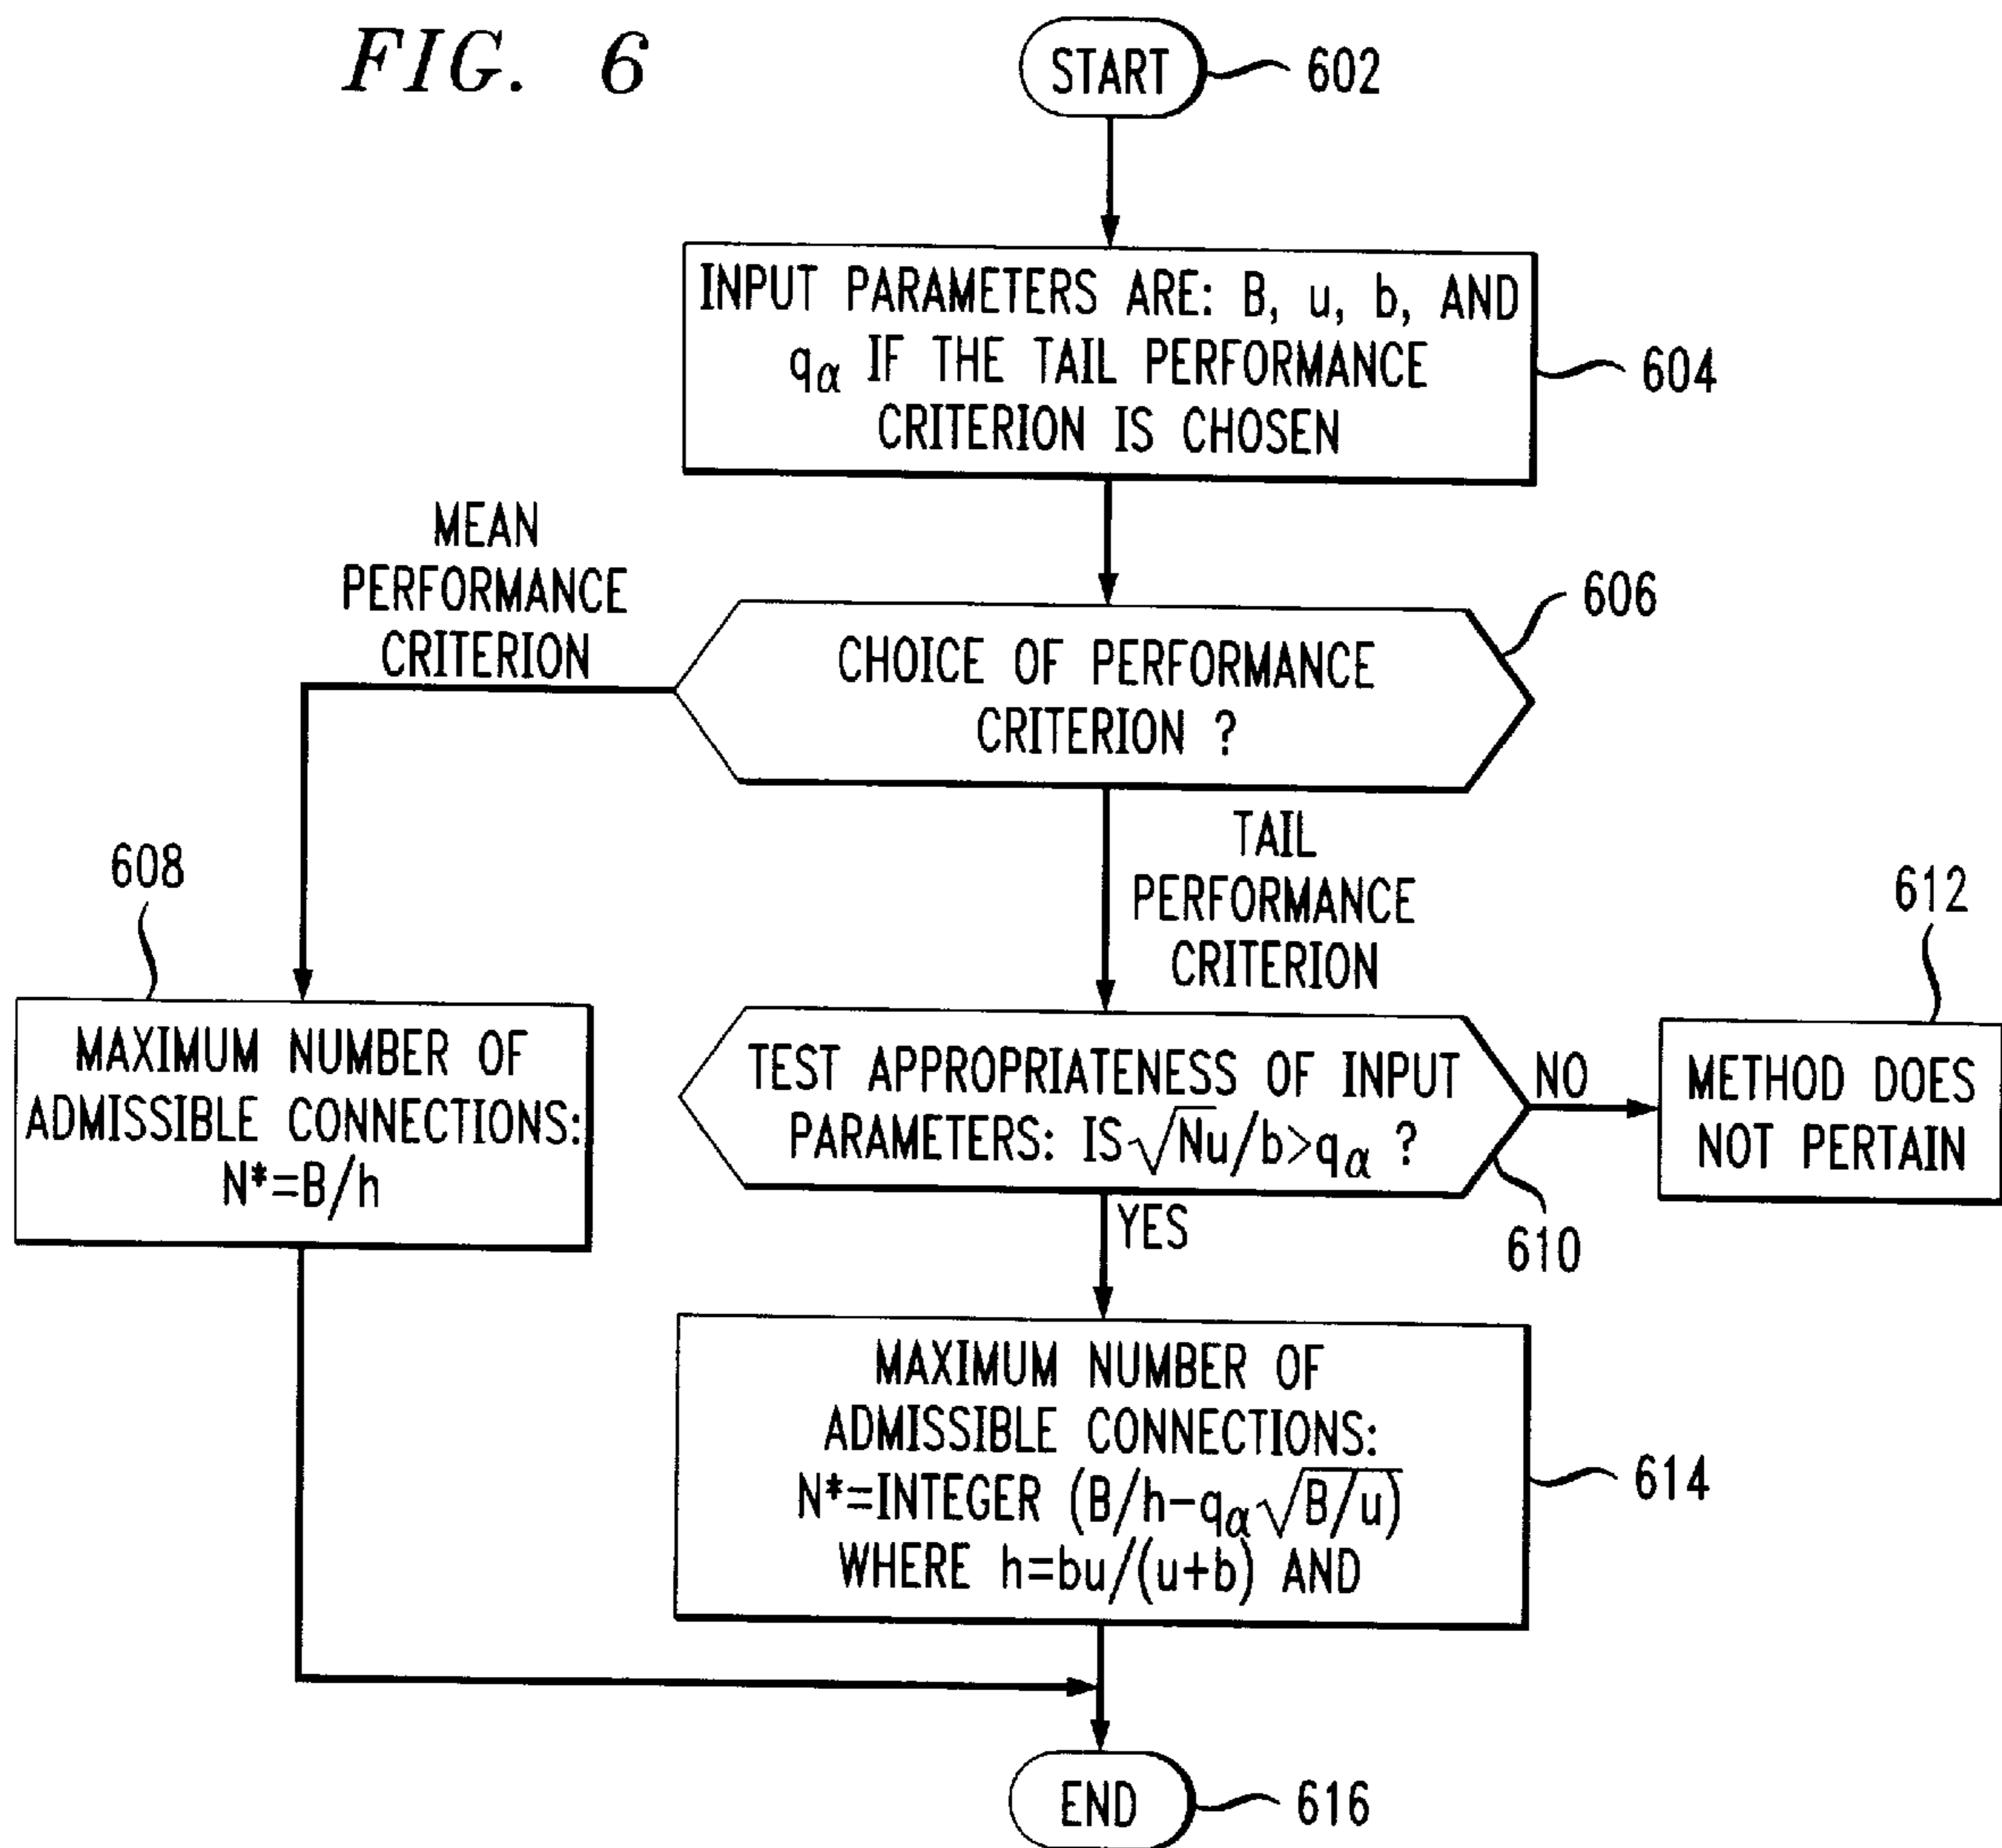 FIG. 6
START
602
INPUT PARAMETERS ARE: B, u, b, AND
qα IF THE TAIL PERFORMANCE
CRITERION IS CHOSEN
604
MEAN
PERFORMANCE
CRITERION
606
CHOICE OF PERFORMANCE
CRITERION ?
608
TAIL
PERFORMANCE
CRITERION
612
MAXIMUM NUMBER OF
ADMISSIBLE CONNECTIONS:
N*=B/h
TEST APPROPRIATENESS OF INPUT
PARAMETERS: IS √Nu/b>qα ?
NO
METHOD DOES
NOT PERTAIN
YES
610
MAXIMUM NUMBER OF
ADMISSIBLE CONNECTIONS:
N*=INTEGER (B/h-qα√B/u)
WHERE h=bu/(u+b) AND
614
END
616